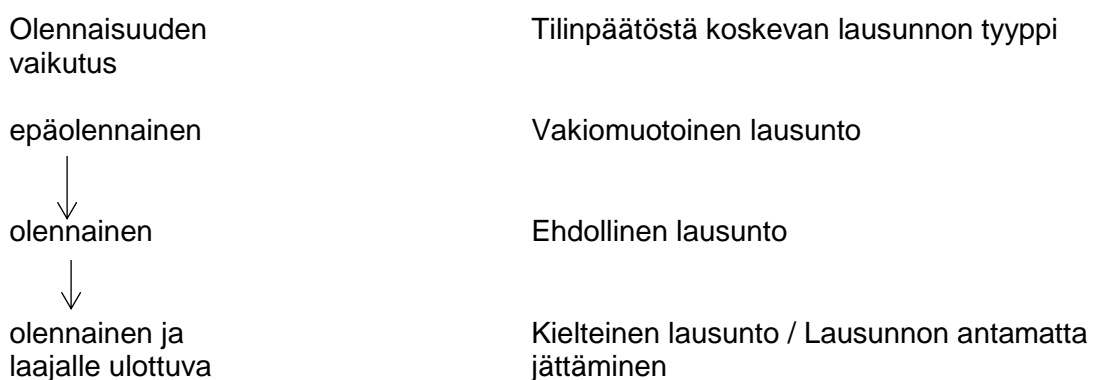 Olennaisuuden
vaikutus
Tilinpäätöstä koskevan lausunnon tyyppi
epäolennainen
Vakiomuotoinen lausunto
olennainen
Ehdollinen lausunto
olennainen ja
laajalle ulottuva
Kielteinen lausunto / Lausunnon antamatta
jättäminen